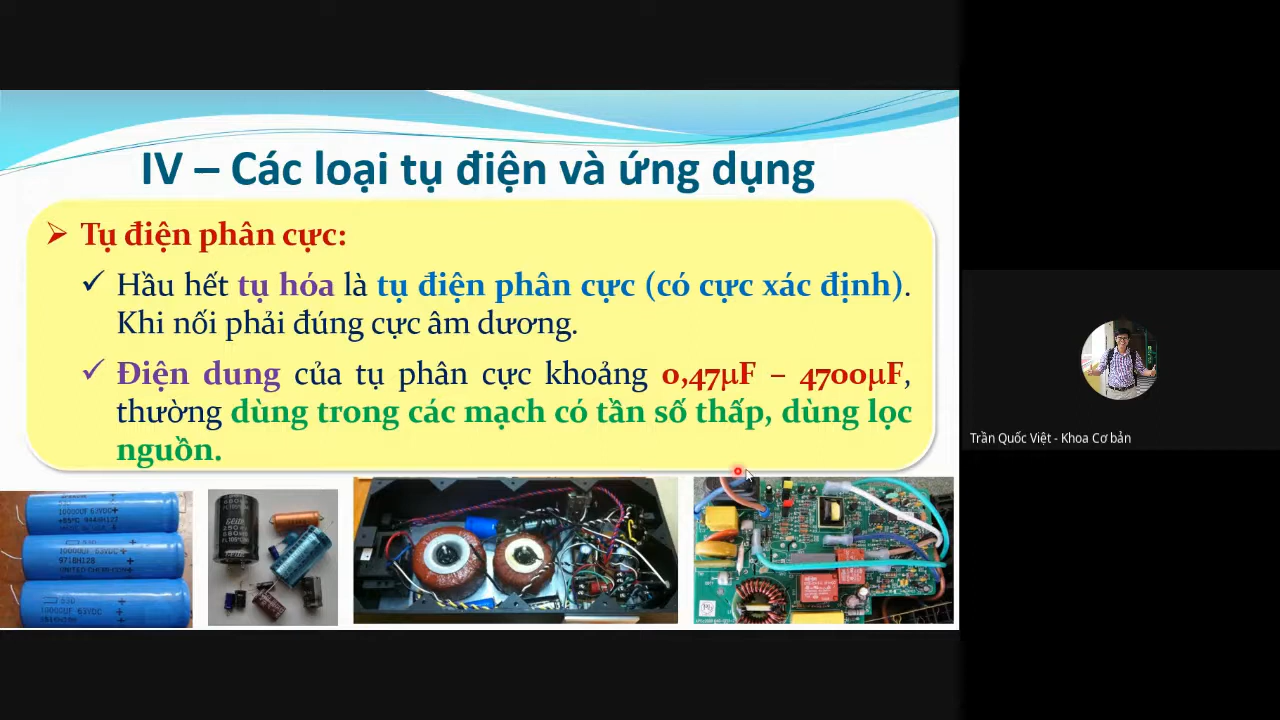 IV – Các loại tụ điện và ứng dụng
➢ Tụ điện phân cực:
✓ Hầu hết tụ hóa là tụ điện phân cực (có cực xác định).
Khi nối phải đúng cực âm dương.
✓ Điện dung của tụ phân cực khoảng 0,47μF – 4700μF,
thường dùng trong các mạch có tần số thấp, dùng lọc
nguồn.
Trần Quốc Việt - Khoa Cơ bản